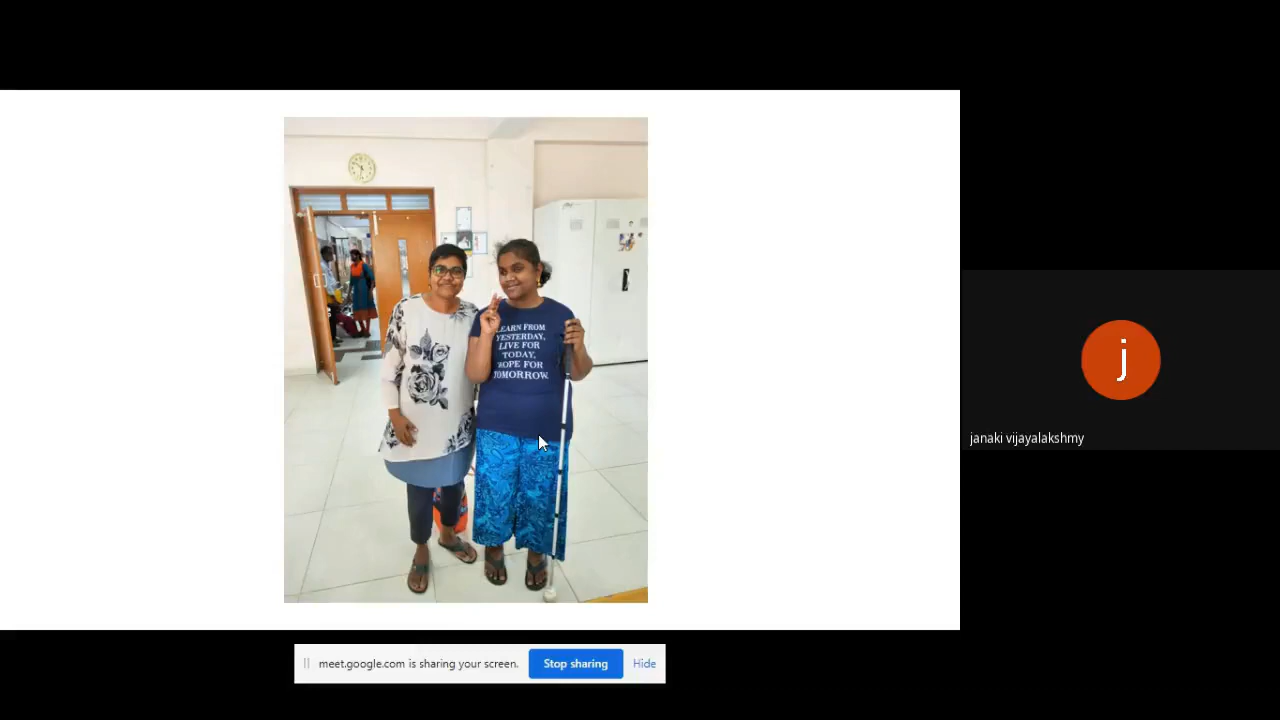 LEARN FROM
YESTERDAY,
LIVE FOR
TODAY,
HOPE FOR
TOMORROW.
j
janaki vijayalakshmy
meet.google.com is sharing your screen.
Stop sharing
Hide